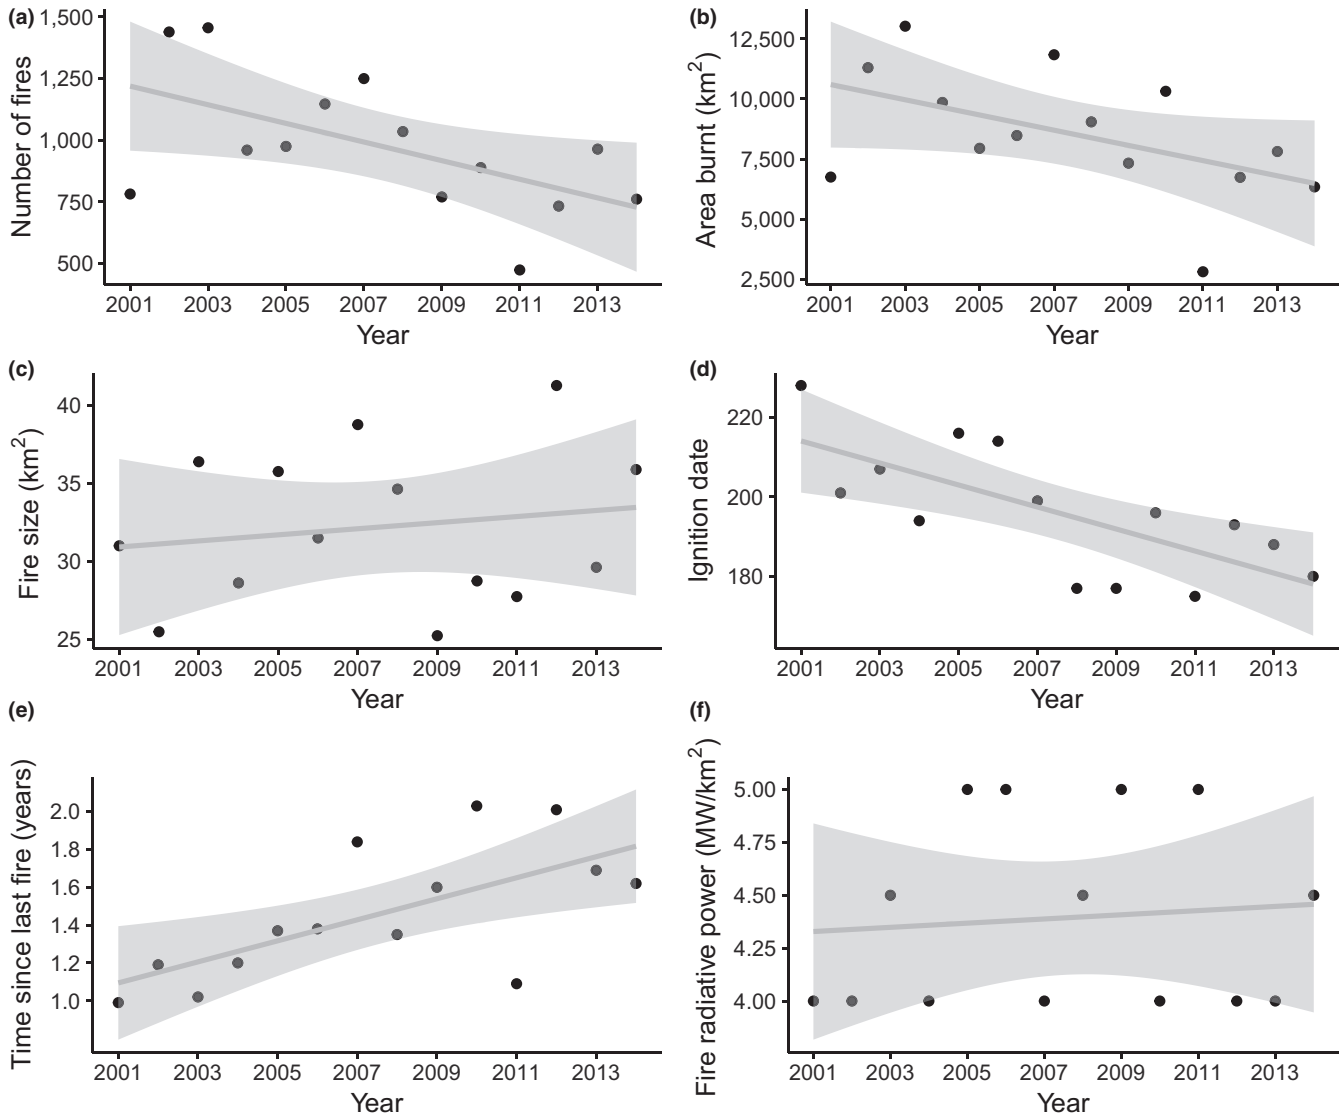 (a)
Number of fires
1,500
1,250
1,000
750
500
2001 2003 2005 2007 2009 2011 2013
Year
(b)
Area burnt (km²)
12,500
10,000
7,500
5,000
2,500
2001 2003 2005 2007 2009 2011 2013
Year
(c)
Fire size (km²)
40
35
30
25
2001 2003 2005 2007 2009 2011 2013
Year
(d)
Ignition date
220
200
180
2001 2003 2005 2007 2009 2011 2013
Year
(e)
Time since last fire (years)
2.0
1.8
1.6
1.4
1.2
1.0
2001 2003 2005 2007 2009 2011 2013
Year
(f)
Fire radiative power (MW/km²)
5.00
4.75
4.50
4.25
4.00
2001 2003 2005 2007 2009 2011 2013
Year